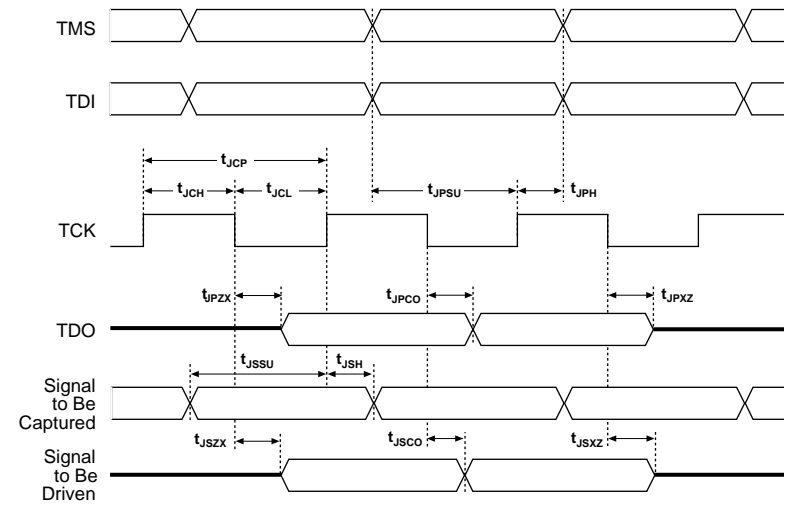 TMS
TDI
tJCP
tJCH
tJCL
tJPSU
tJPH
TCK
tJPZX
tJPCO
tJPXZ
TDO
tJSSU
tJSH
Signal
to Be
Captured
tJSZX
tJSCO
tJSXZ
Signal
to Be
Driven